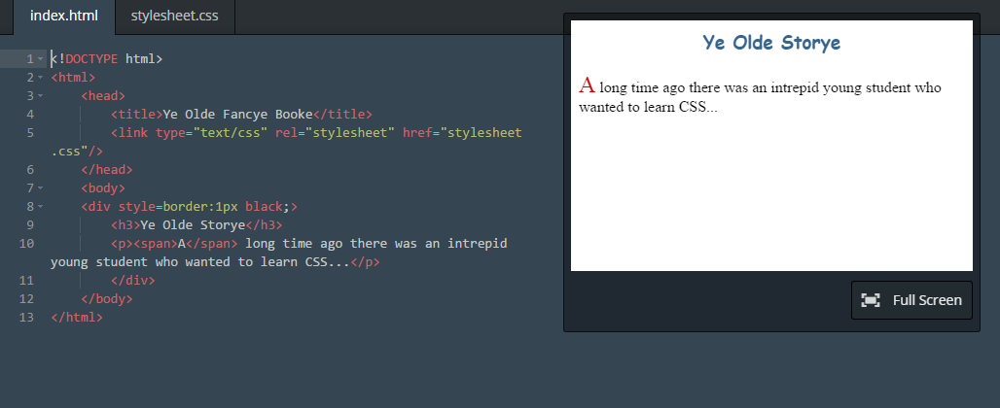 index.html
stylesheet.css
1 <!DOCTYPE html>
2 <html>
3 <head>
4 <title>Ye Olde Fancye Booke</title>
5 <link type="text/css" rel="stylesheet" href="stylesheet
.css"/>
6 </head>
7 <body>
8 <div style=border:1px black;>
9 <h3>Ye Olde Storye</h3>
10 <p><span>A</span> long time ago there was an intrepid
young student who wanted to learn CSS...</p>
11 </div>
12 </body>
13 </html>
Ye Olde Storye
A long time ago there was an intrepid young student who
wanted to learn CSS...
Full Screen